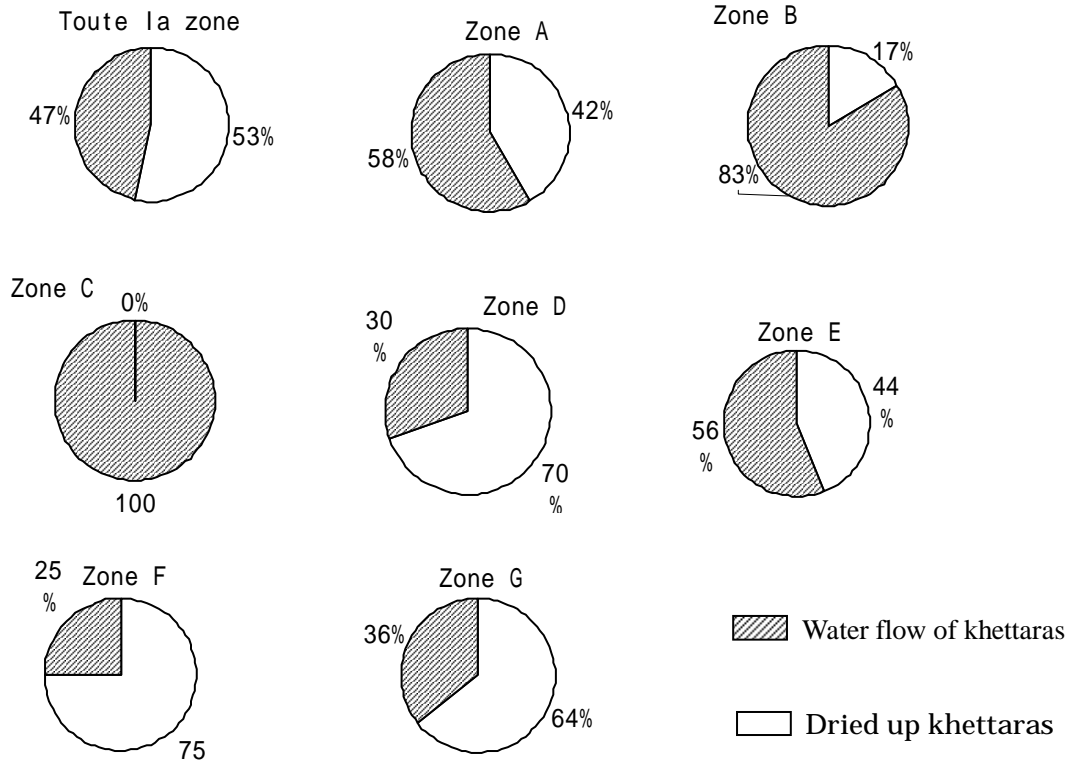 Toute la zone
47%
53%
Zone A
42%
58%
Zone B
17%
83%
Zone C
0%
100
Zone D
30
%
70
%
Zone E
44
%
56
%
Zone F
25
%
75
Zone G
36%
64%
Water flow of khettaras
Dried up khettaras